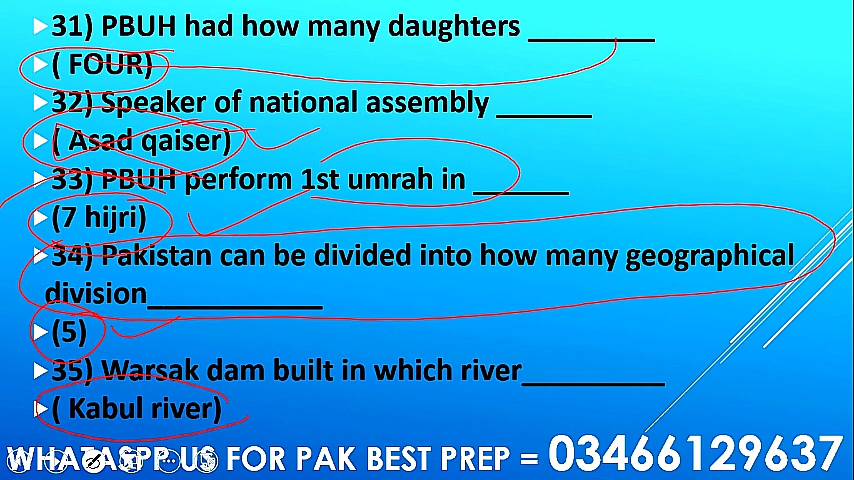 31) PBUH had how many daughters _________
( FOUR)
32) Speaker of national assembly ______
( Asad qaiser)
33) PBUH perform 1st umrah in ______
(7 hijri)
34) Pakistan can be divided into how many geographical
division___________
(5)
35) Warsak dam built in which river_________
( Kabul river)
WHATASPP US FOR PAK BEST PREP = 03466129637